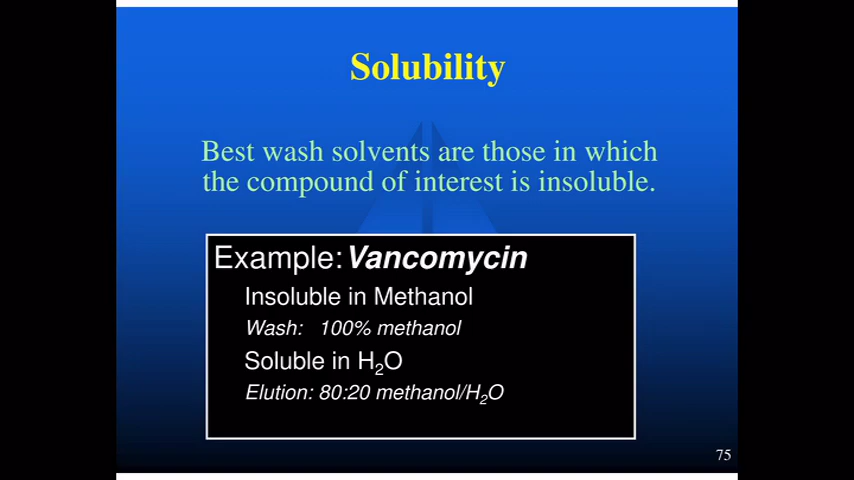 Solubility
Best wash solvents are those in which
the compound of interest is insoluble.
Example: Vancomycin
Insoluble in Methanol
Wash: 100% methanol
Soluble in H₂O
Elution: 80:20 methanol/H₂O
75